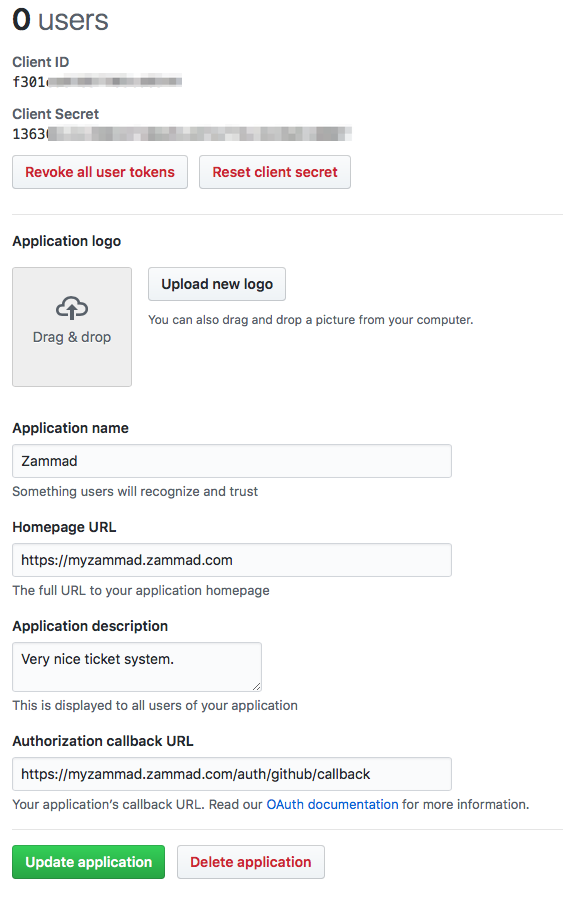 0 users
Client ID
Client Secret
Revoke all user tokens
Reset client secret
Application logo
Drag & drop
Upload new logo
You can also drag and drop a picture from your computer.
Application name
Zammad
Something users will recognize and trust
Homepage URL
https://myzammad.zammad.com
The full URL to your application homepage
Application description
Very nice ticket system.
This is displayed to all users of your application
Authorization callback URL
https://myzammad.zammad.com/auth/github/callback
Your application's callback URL. Read our OAuth documentation for more information.
Update application
Delete application